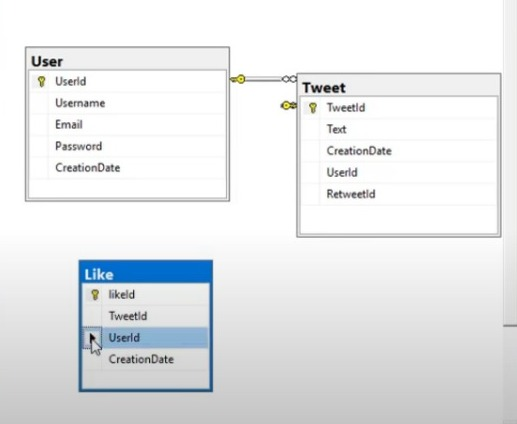 User
UserId
Username
Email
Password
CreationDate
Tweet
TweetId
Text
CreationDate
UserId
RetweetId
Like
likeId
TweetId
UserId
CreationDate